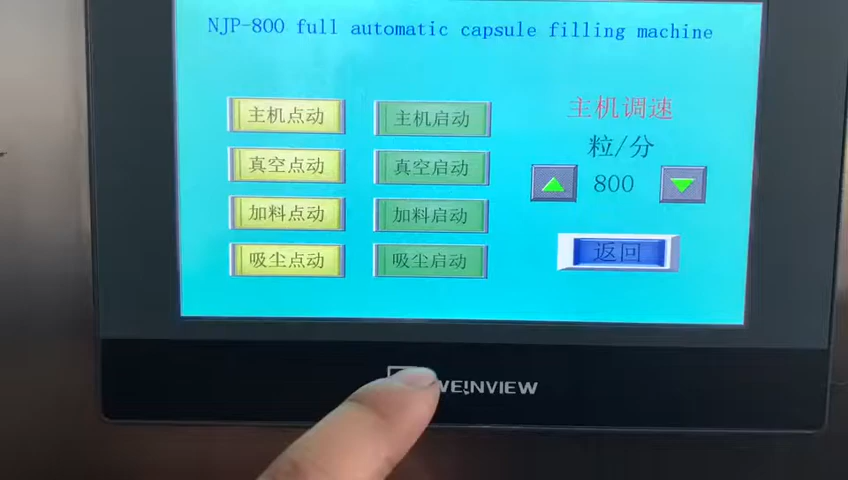 NJP-800 full automatic capsule filling machine
主机点动 主机启动
真空点动 真空启动
加料点动 加料启动
吸尘点动 吸尘启动
主机调速
粒/分
800
返回
WEINVIEW